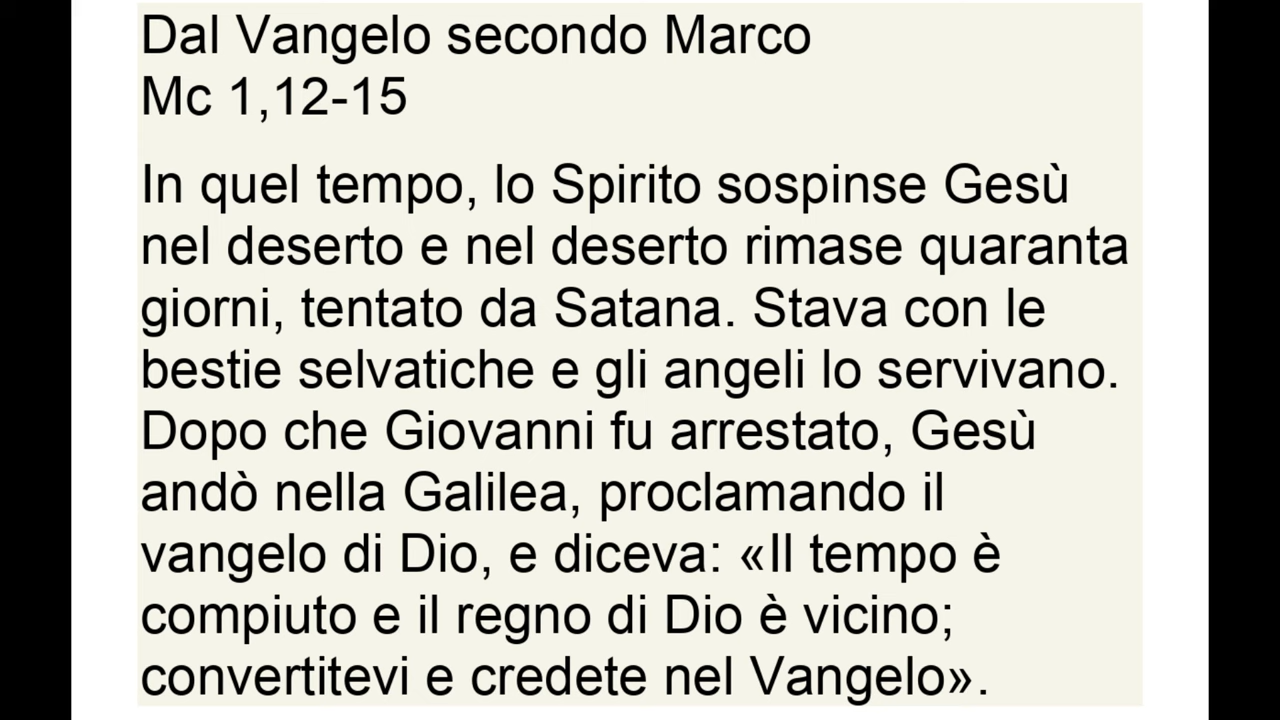 Dal Vangelo secondo Marco
Mc 1,12-15
In quel tempo, lo Spirito sospinse Gesù
nel deserto e nel deserto rimase quaranta
giorni, tentato da Satana. Stava con le
bestie selvatiche e gli angeli lo servivano.
Dopo che Giovanni fu arrestato, Gesù
andò nella Galilea, proclamando il
vangelo di Dio, e diceva: «Il tempo è
compiuto e il regno di Dio è vicino;
convertitevi e credete nel Vangelo».